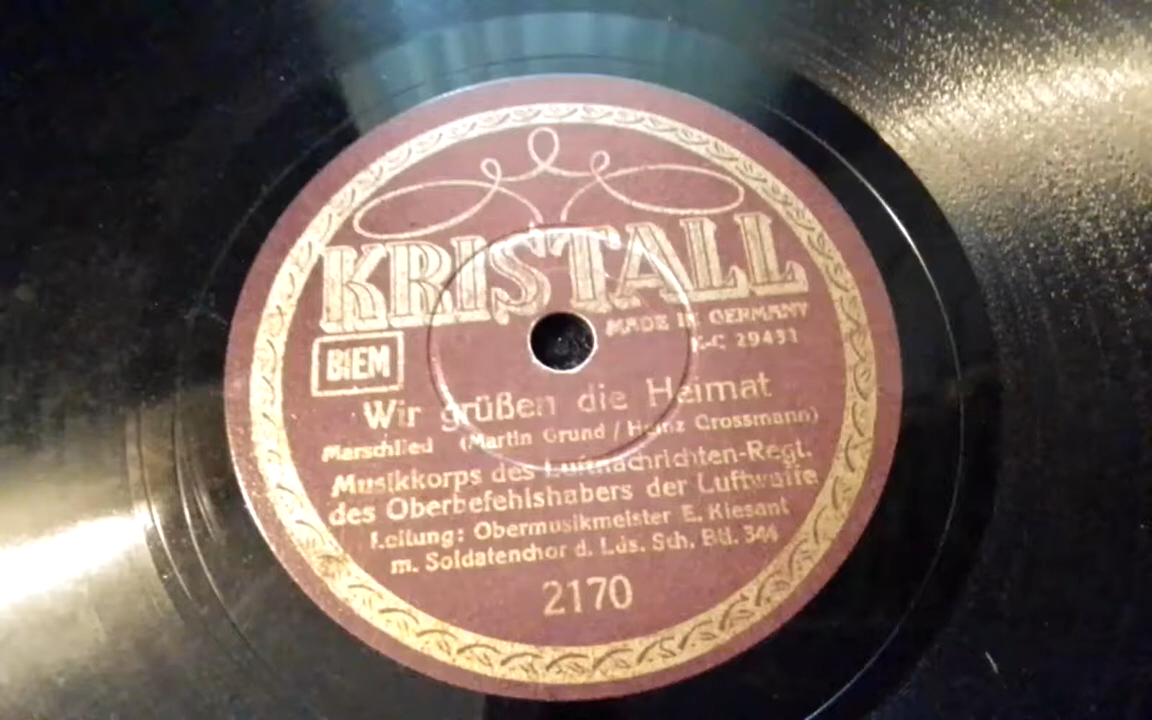 KRISTALL
MADE IN GERMANY
C 29431
BIEM
Wir grüßen die Heimat
Marschlied (Martin Grund / Heinz Grossmann)
Musikkorps des Luftnachrichten-Regt.
des Oberbefehlshabers der Luftwaffe
Leitung: Obermusikmeister E. Kiesant
m. Soldatenchor d. Lds. Sch. Btl. 344
2170